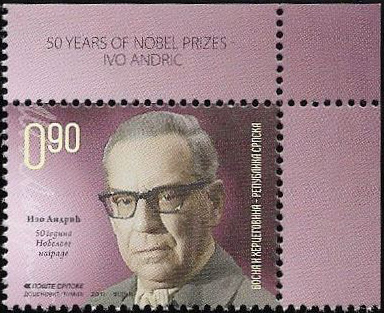 50 YEARS OF NOBEL PRIZES -
IVO ANDRIC
0,90
Иво Андрић
50 година
Нобелове
награде
БОСНА И ХЕРЦЕГОВИНА - РЕПУБЛИКА СРПСКА
ПОШТЕ СРПСКЕ
2011